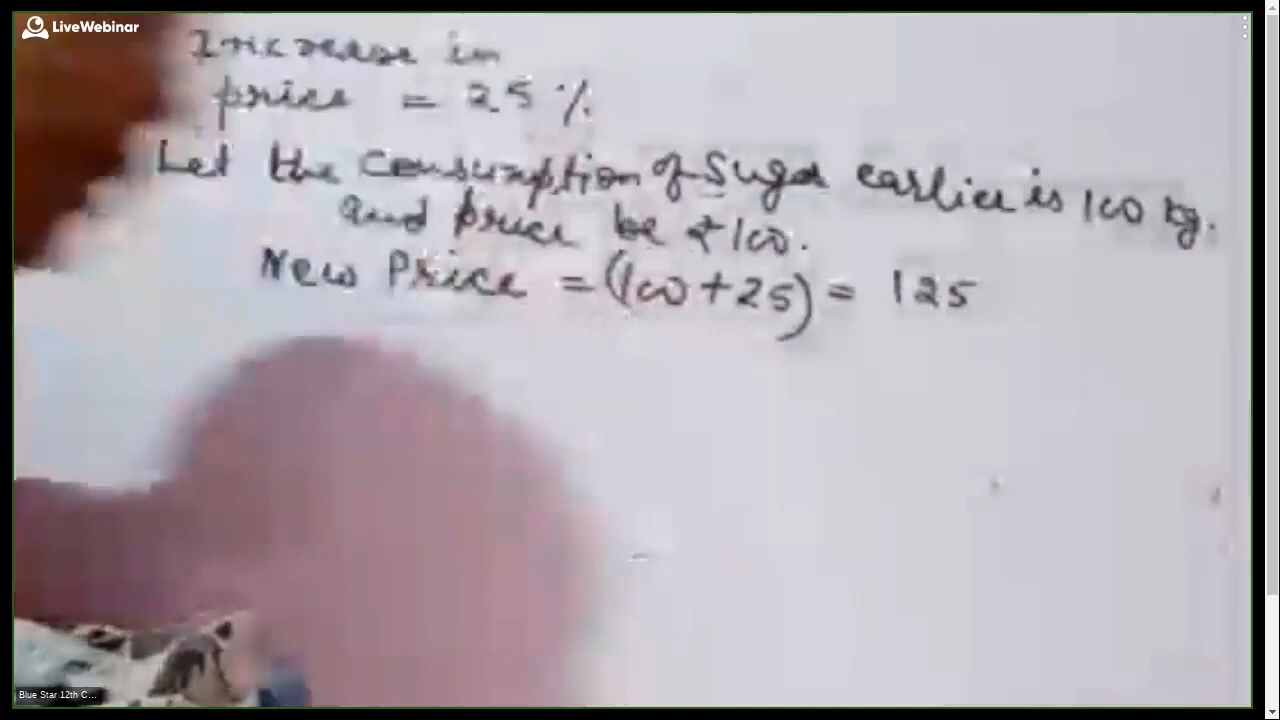 LiveWebinar
Increase in
price = 25 %
Let the consumption of Sugar earlier is 100 kg.
and price be ₹100.
New Price = (100+25) = 125
Blue Star 12th C...